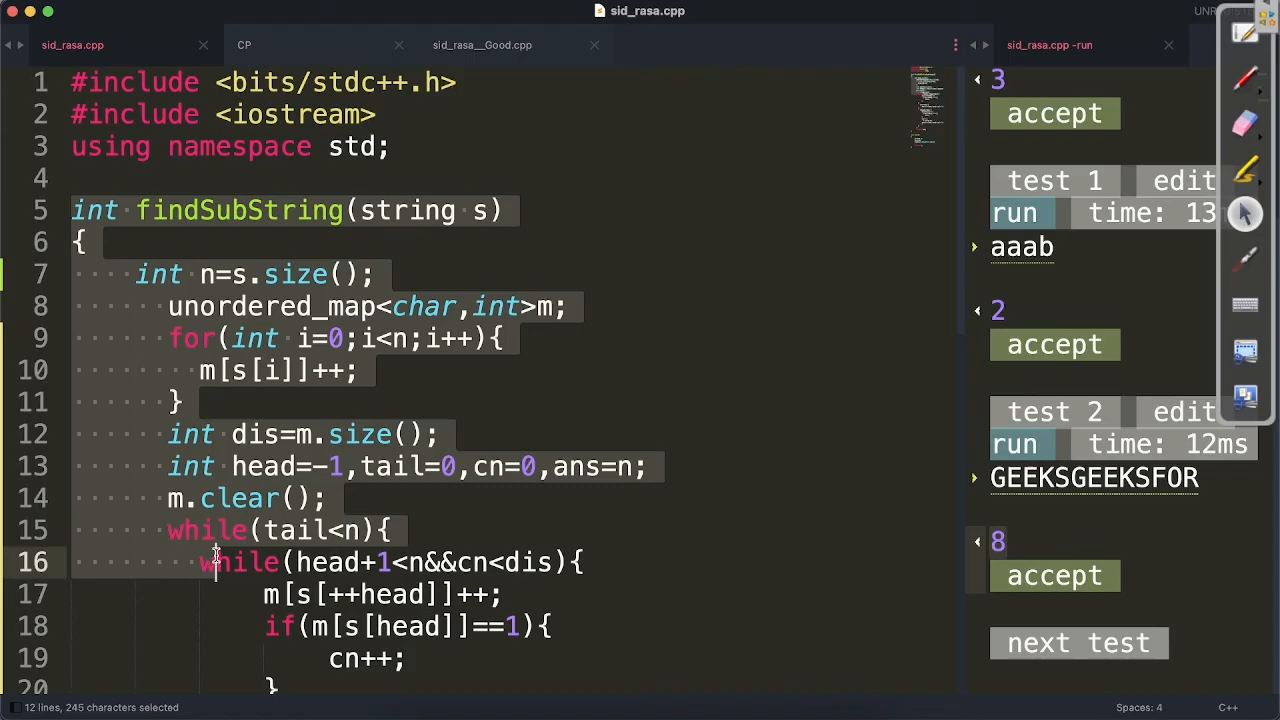 sid_rasa.cpp
sid_rasa.cpp
CP
sid_rasa__Good.cpp
sid_rasa.cpp -run
1 #include <bits/stdc++.h>
2 #include <iostream>
3 using namespace std;
4
5 int findSubString(string s)
6 {
7 int n=s.size();
8 unordered_map<char,int>m;
9 for(int i=0;i<n;i++){
10 m[s[i]]++;
11 }
12 int dis=m.size();
13 int head=-1,tail=0,cn=0,ans=n;
14 m.clear();
15 while(tail<n){
16 while(head+1<n&&cn<dis){
17 m[s[++head]]++;
18 if(m[s[head]]==1){
19 cn++;
20 }
3
accept
test 1 edit
run time: 13
aaab
2
accept
test 2 edit
run time: 12ms
GEEKSGEEKSFOR
8
accept
next test
12 lines, 245 characters selected
Spaces: 4
C++